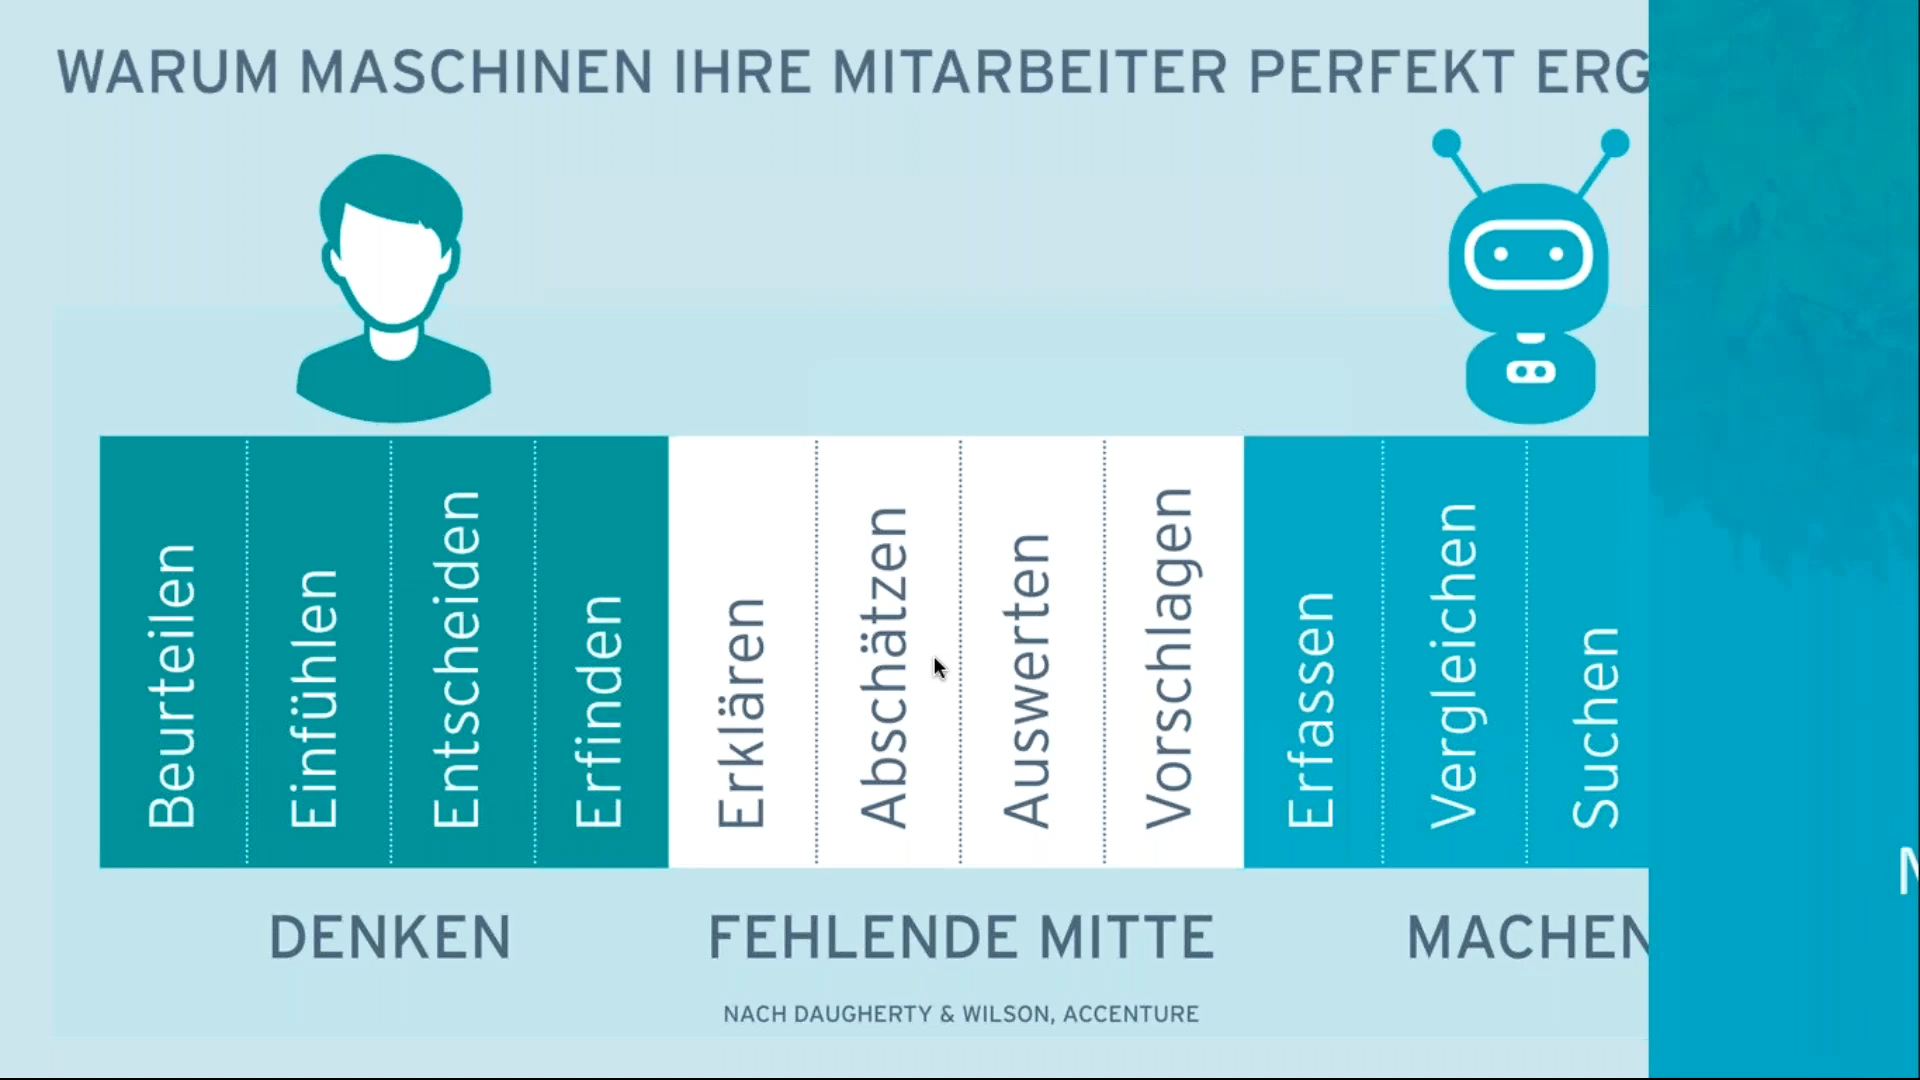 WARUM MASCHINEN IHRE MITARBEITER PERFEKT ERG
Beurteilen
Einfühlen
Entscheiden
Erfinden
Erklären
Abschätzen
Auswerten
Vorschlagen
Erfassen
Vergleichen
Suchen
DENKEN
FEHLENDE MITTE
MACHEN
NACH DAUGHERTY & WILSON, ACCENTURE